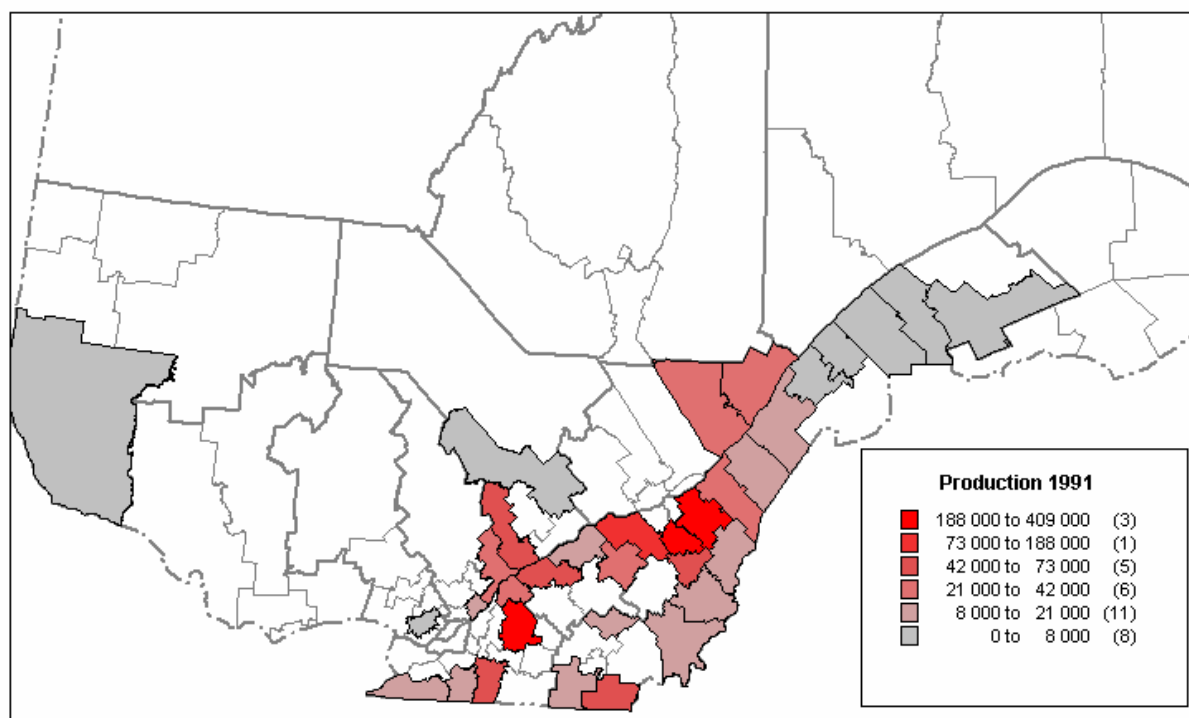 Production 1991
188 000 to 409 000 (3)
73 000 to 188 000 (1)
42 000 to 73 000 (5)
21 000 to 42 000 (6)
8 000 to 21 000 (11)
0 to 8 000 (8)